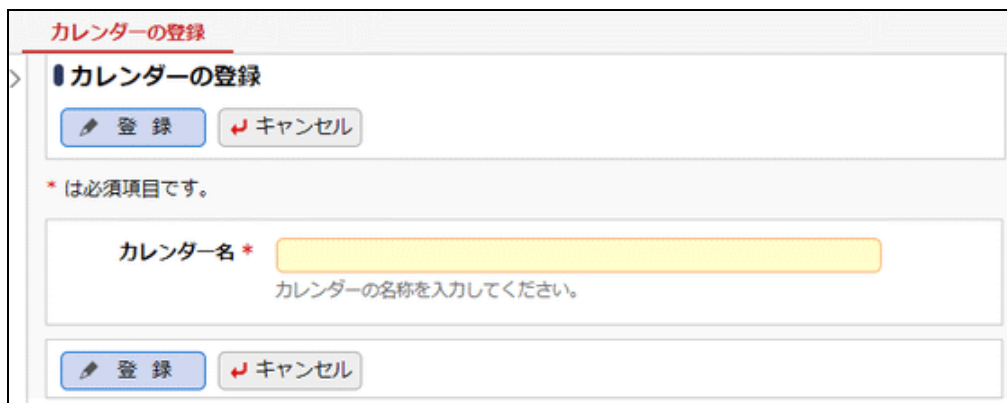 カレンダーの登録
カレンダーの登録
登 録 キャンセル
* は必須項目です。
カレンダー名 *
カレンダーの名称を入力してください。
登 録 キャンセル